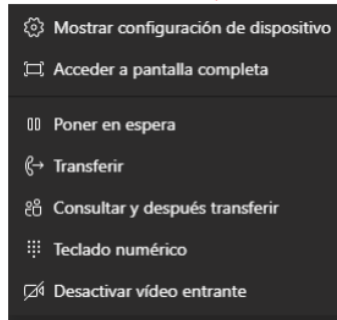 Mostrar configuración de dispositivo
Acceder a pantalla completa
Poner en espera
Transferir
Consultar y después transferir
Teclado numérico
Desactivar vídeo entrante